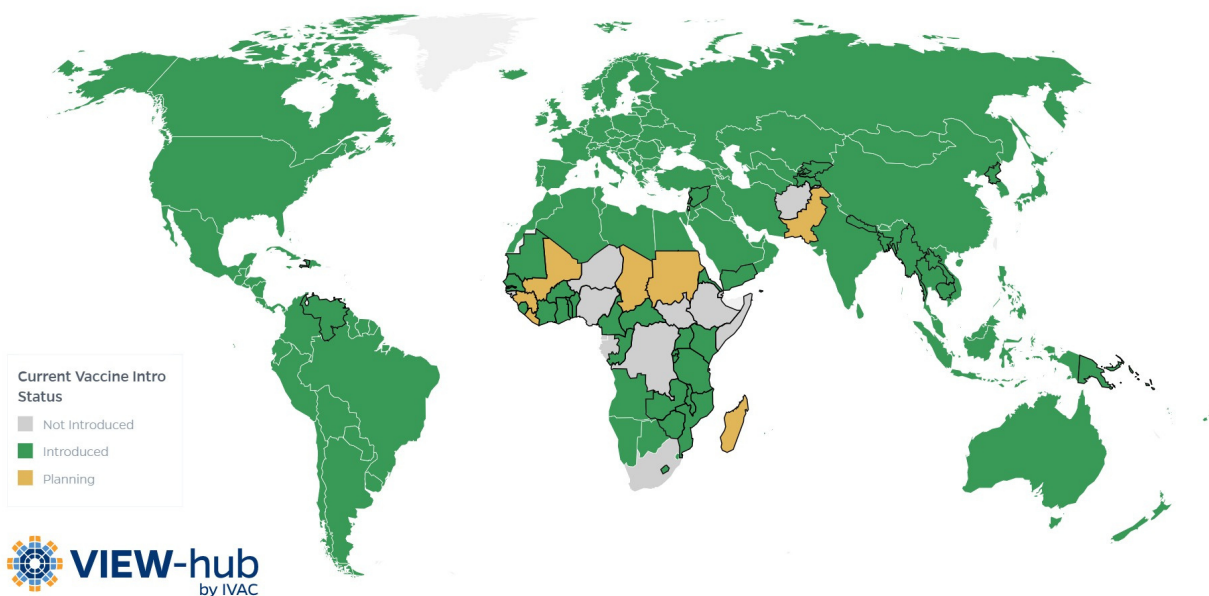 Current Vaccine Intro
Status
Not Introduced
Introduced
Planning
VIEW-hub
by IVAC